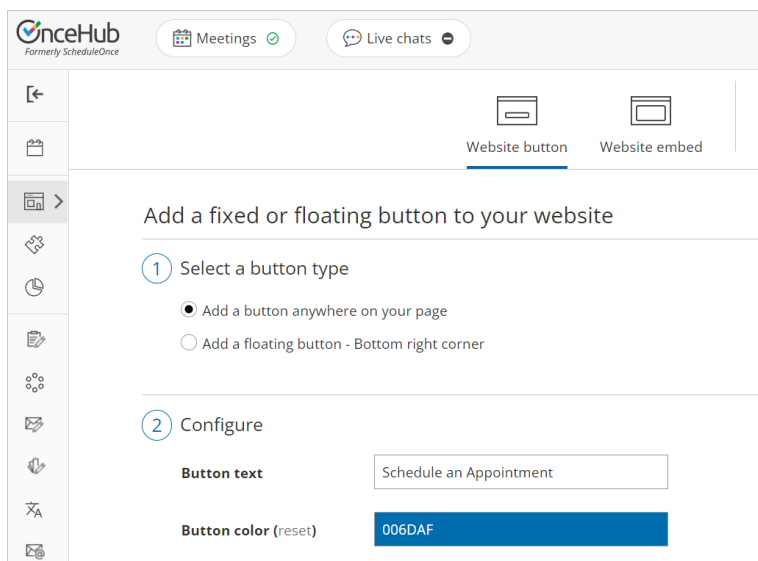 OnceHub
Formerly ScheduleOnce
Meetings
Live chats
Website button
Website embed
Add a fixed or floating button to your website
1 Select a button type
Add a button anywhere on your page
Add a floating button - Bottom right corner
2 Configure
Button text
Schedule an Appointment
Button color (reset)
006DAF